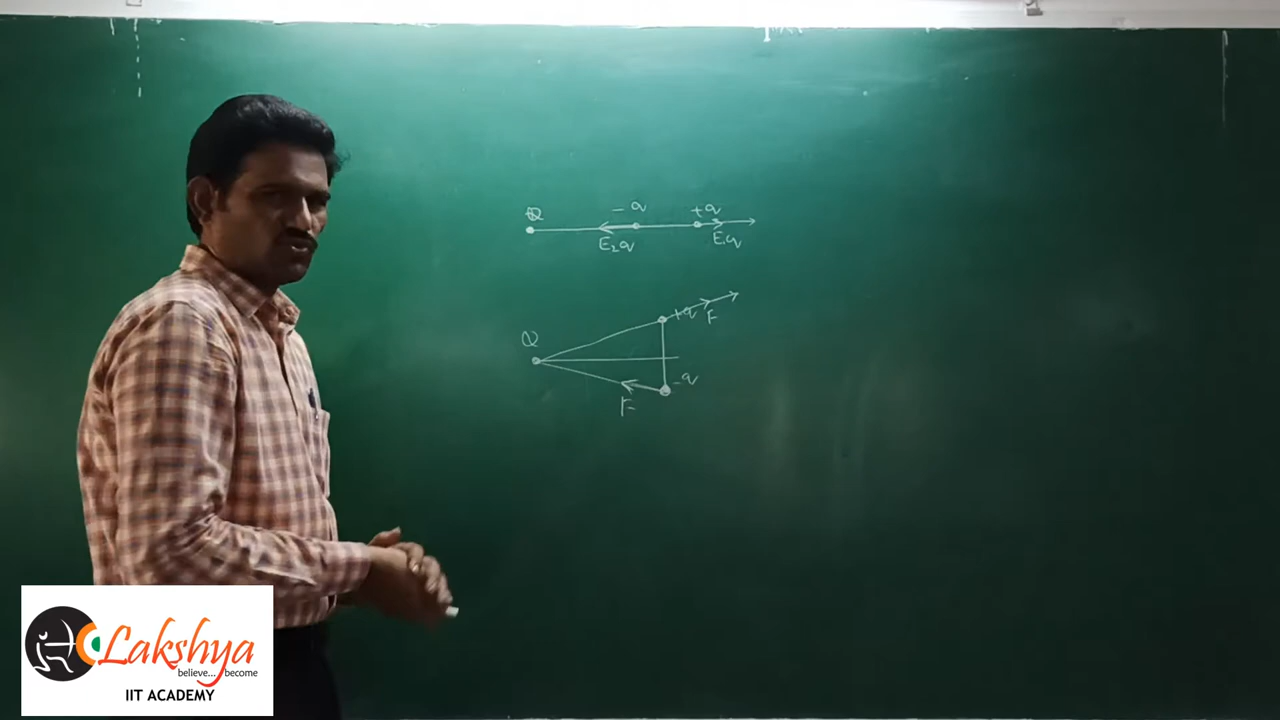 Q
-q
+q
E₂q
E₁q
Q
+q
F
-q
F
Lakshya
believe... become
IIT ACADEMY